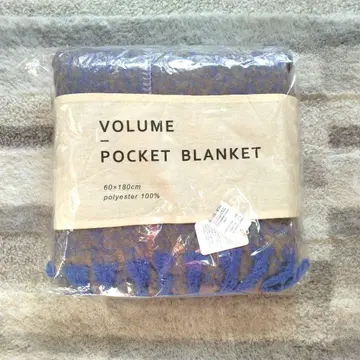 VOLUME
–
POCKET BLANKET
60×180cm
polyester 100%